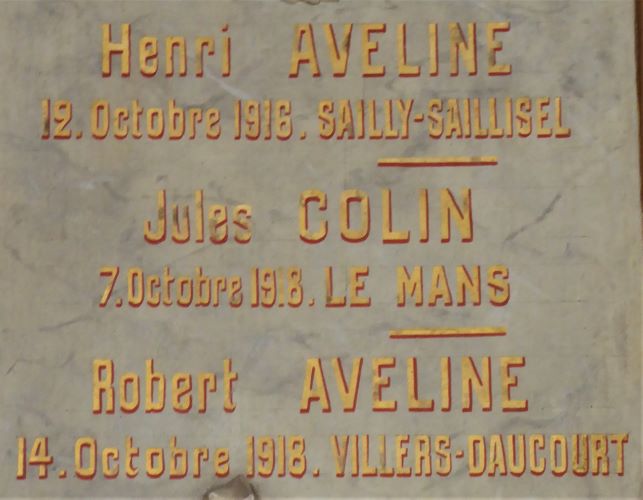 Henri AVELINE
12. Octobre 1916. SAILLY-SAILLISEL
Jules COLIN
7. Octobre 1918. LE MANS
Robert AVELINE
14. Octobre 1918. VILLERS-DAUCOURT